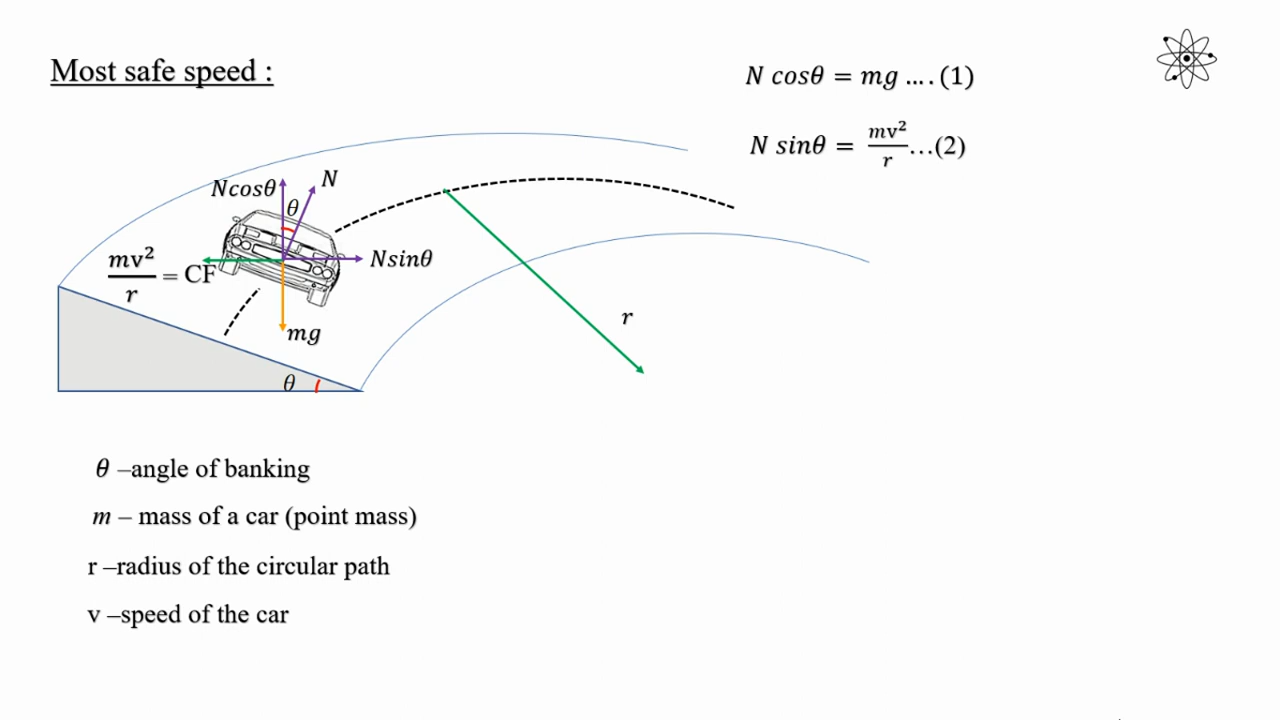 Most safe speed :
N cosθ = mg .... (1)
N sinθ = mv²/r ...(2)
Ncosθ
N
θ
Nsinθ
mv²/r = CF
mg
r
θ
θ –angle of banking
m – mass of a car (point mass)
r –radius of the circular path
v –speed of the car